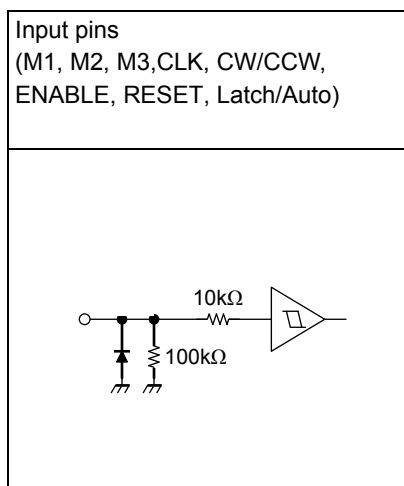 Input pins
(M1, M2, M3,CLK, CW/CCW,
ENABLE, RESET, Latch/Auto)
10kΩ
100kΩ